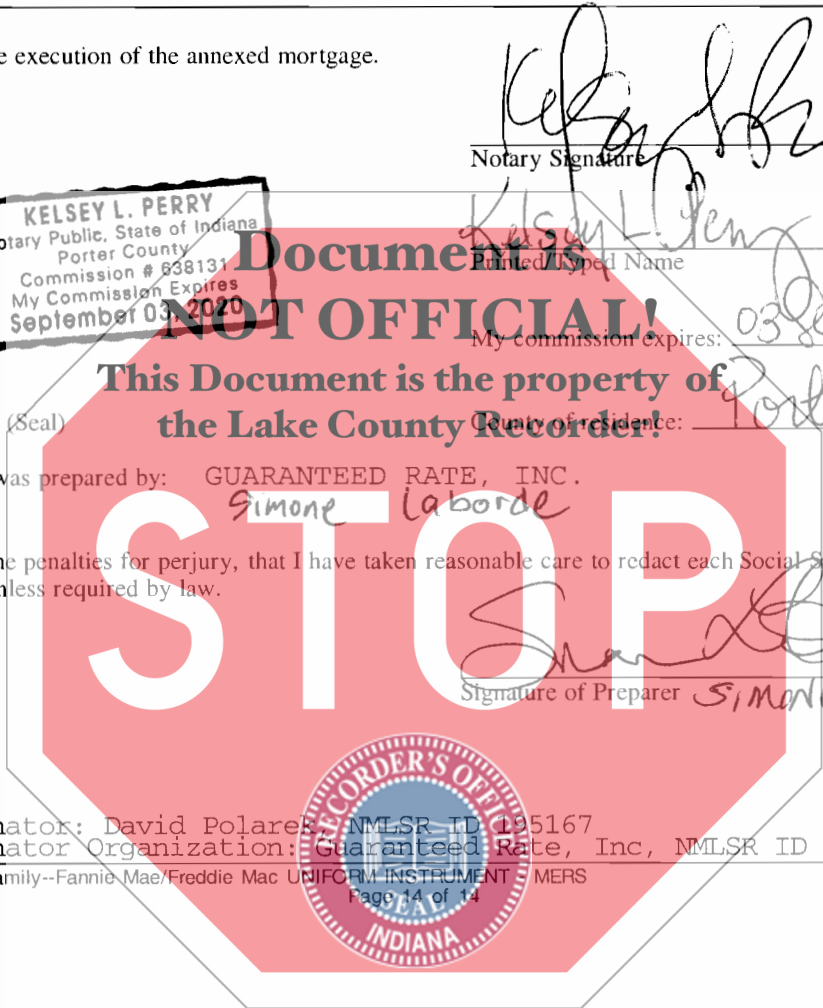 e execution of the annexed mortgage.
Notary Signature
KELSEY L. PERRY
otary Public, State of Indiana
Porter County
Commission # 638131
My Commission Expires
September 03, 2020
Kelsey L. Perry
Printed/Typed Name
Document is
NOT OFFICIAL!
My commission expires: 03
This Document is the property of
the Lake County Recorder!
(Seal)
County of residence: Port
was prepared by: GUARANTEED RATE, INC.
Simone Laborde
he penalties for perjury, that I have taken reasonable care to redact each Social S
nless required by law.
STOP
Signature of Preparer SIMON
RECORDER'S OFFICE
nator: David Polarek, NMLSR ID 195167
nator Organization: Guaranteed Rate, Inc, NMLSR ID
amily--Fannie Mae/Freddie Mac UNIFORM INSTRUMENT - MERS
Page 14 of 14
SEAL
INDIANA